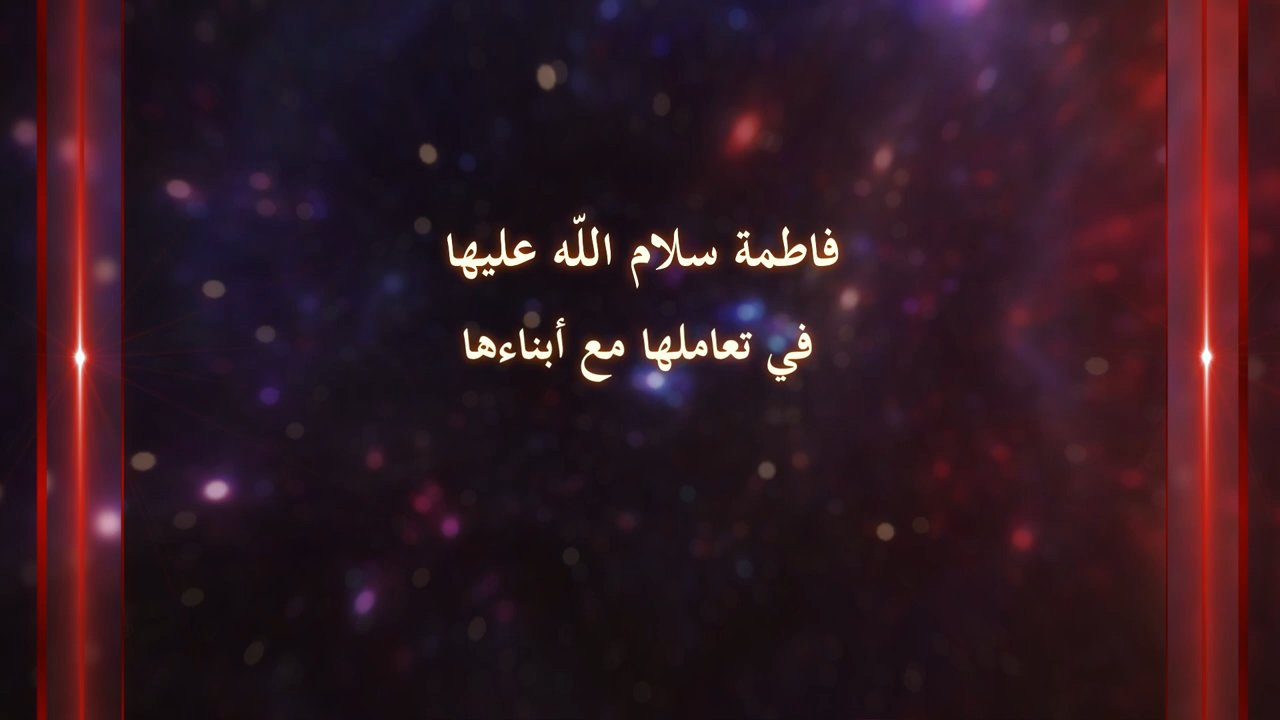 فاطمة سلام اللّه عليها
في تعاملها مع أبناءها